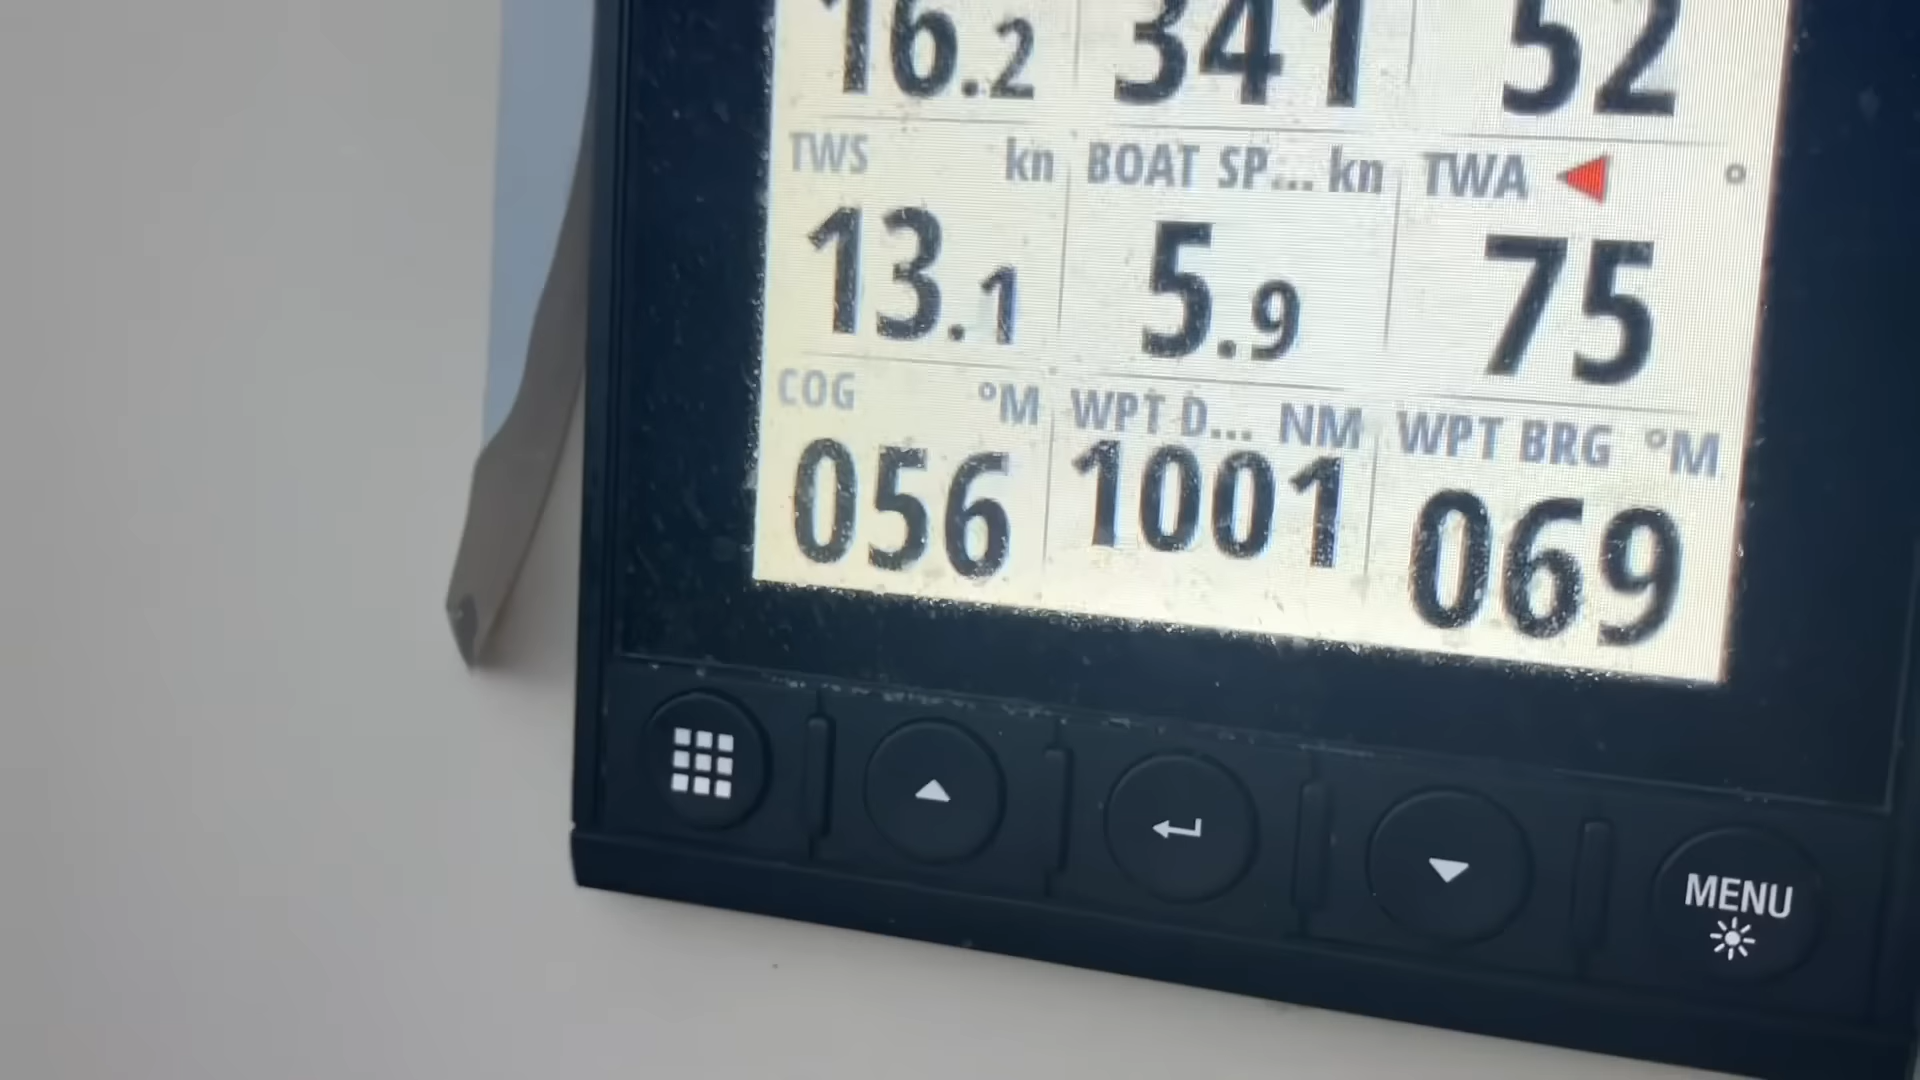 16.2 341 52
TWS kn BOAT SP... kn TWA °
13.1 5.9 75
COG °M WPT D... NM WPT BRG °M
056 1001 069
MENU